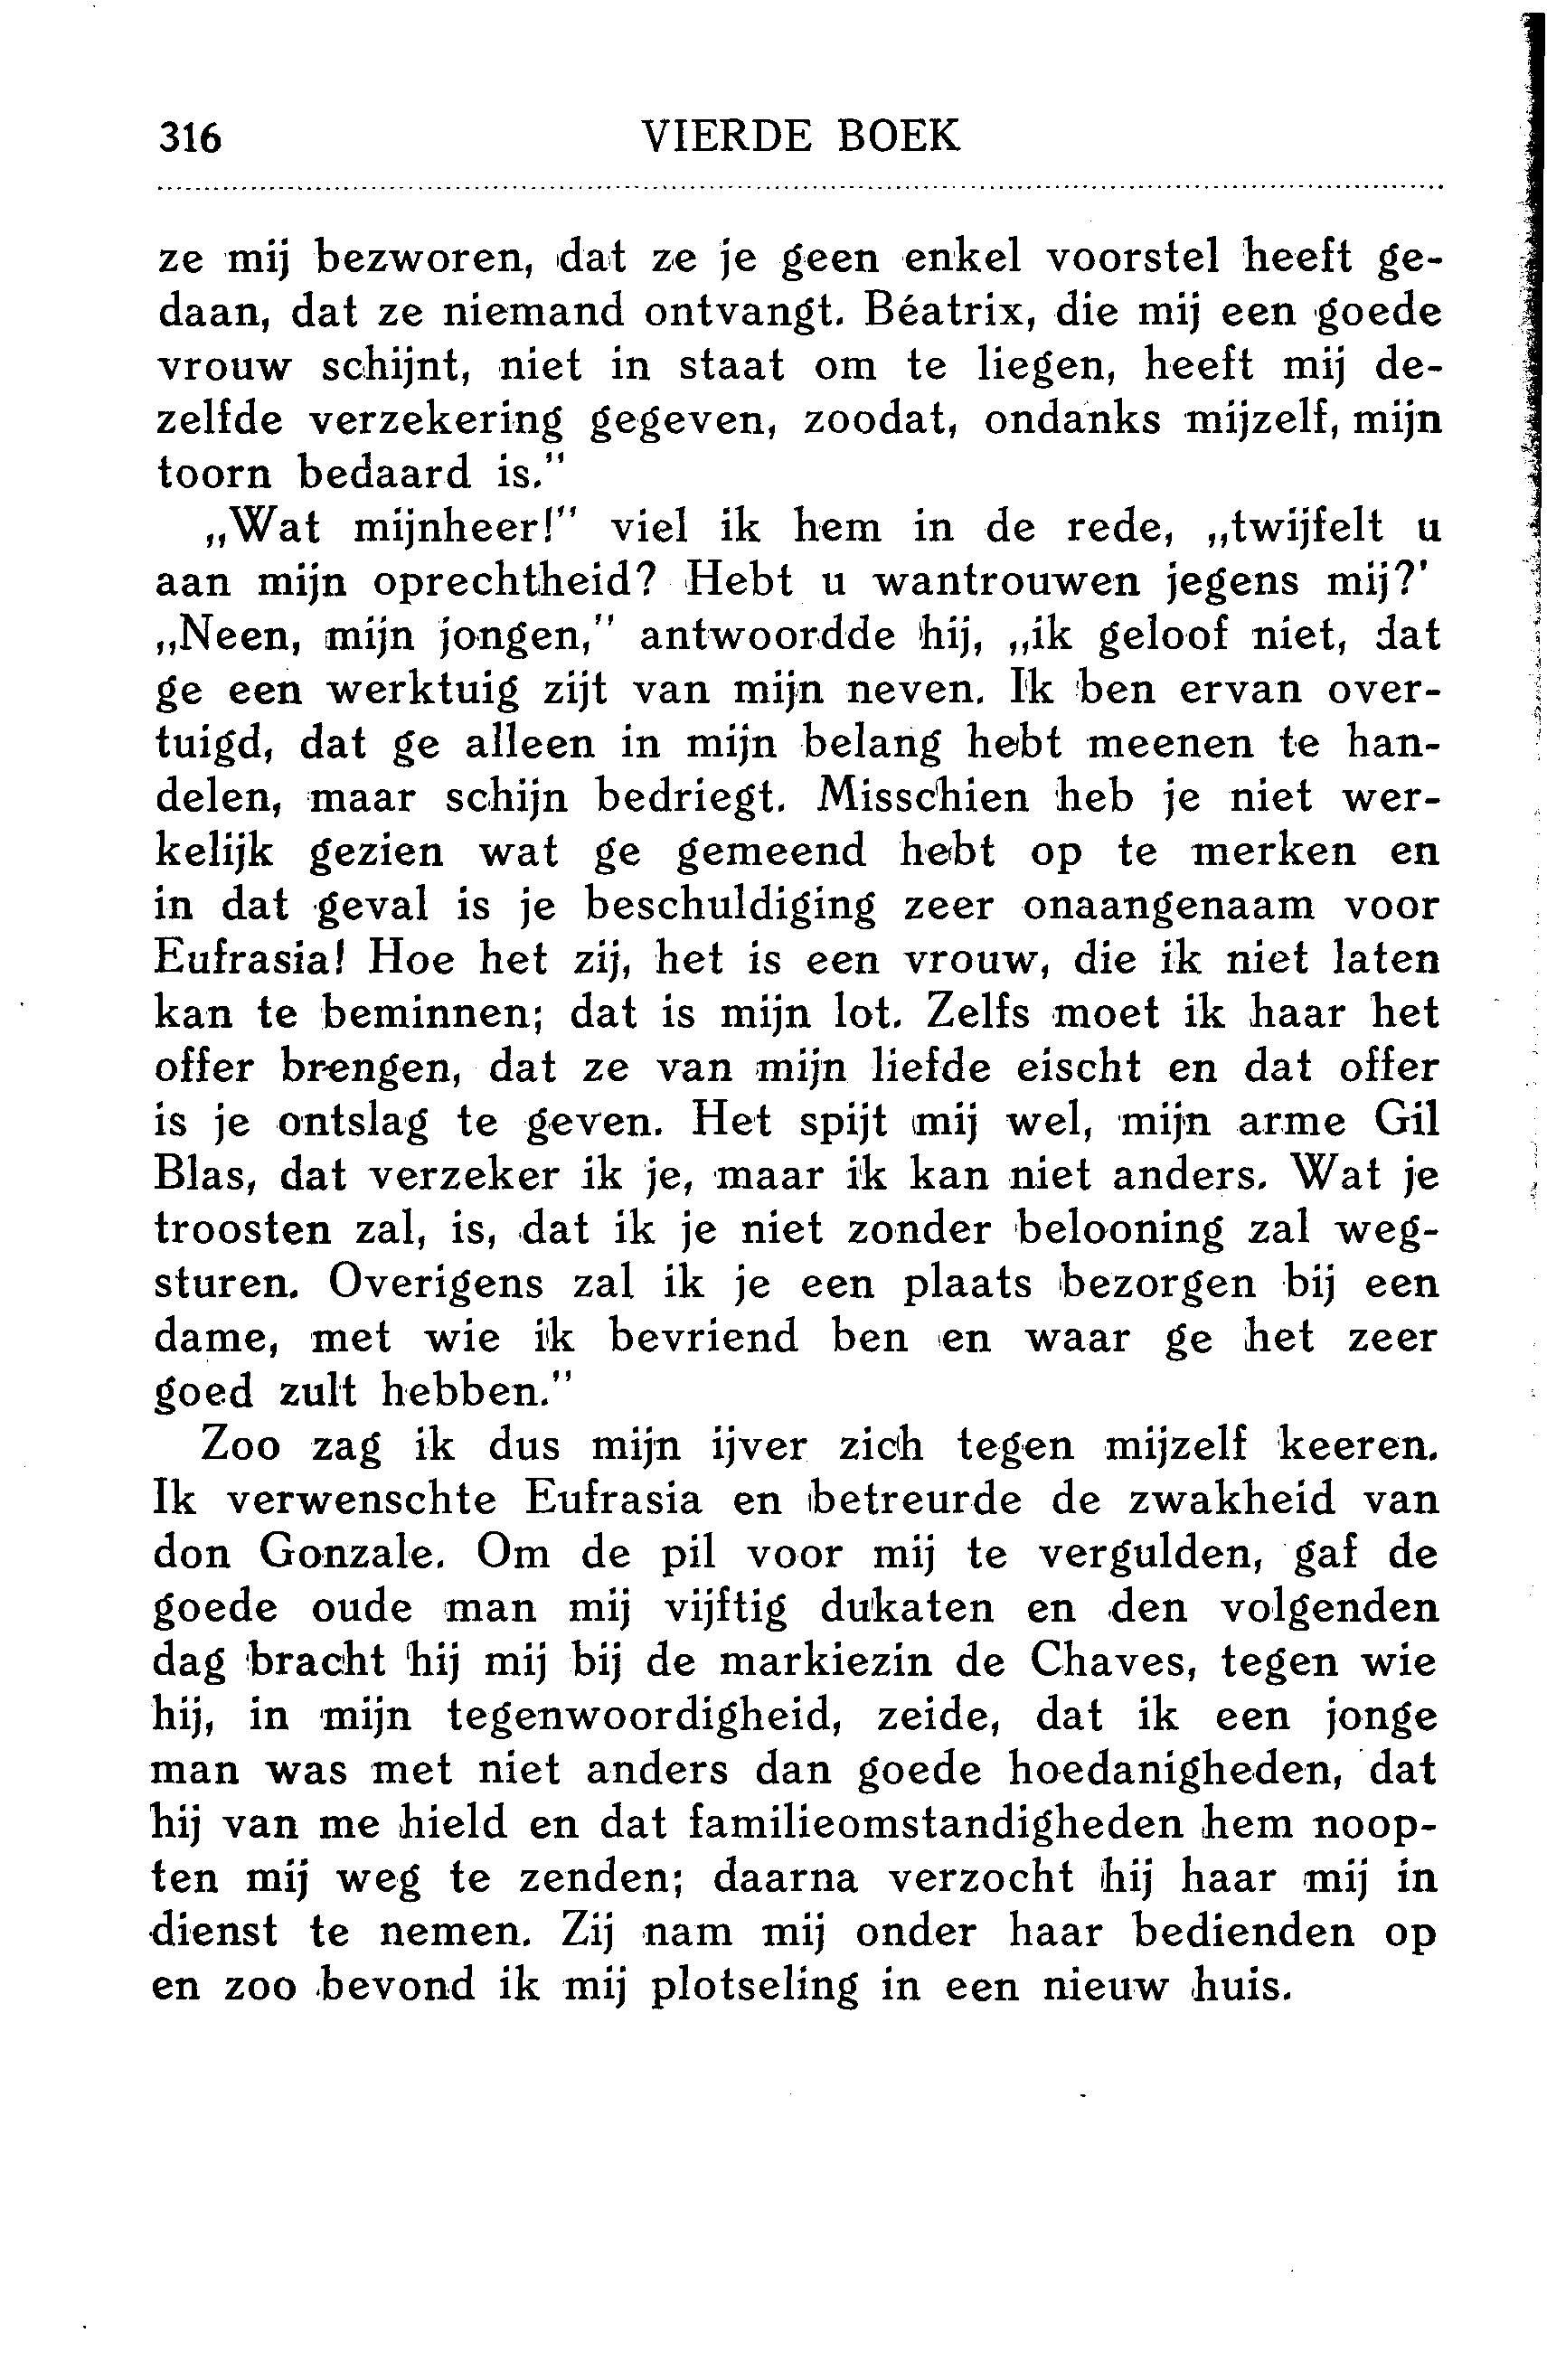 316 VIERDE BOEK
ze mij bezworen, dat ze je geen enkel voorstel heeft ge-
daan, dat ze niemand ontvangt. Béatrix, die mij een goede
vrouw schijnt, niet in staat om te liegen, heeft mij de-
zelfde verzekering gegeven, zoodat, ondanks mijzelf, mijn
toorn bedaard is.”
„Wat mijnheer!” viel ik hem in de rede, „twijfelt u
aan mijn oprechtheid? Hebt u wantrouwen jegens mij?'
„Neen, mijn jongen,” antwoordde hij, „ik geloof niet, dat
ge een werktuig zijt van mijn neven. Ik ben ervan over-
tuigd, dat ge alleen in mijn belang hebt meenen te han-
delen, maar schijn bedriegt. Misschien heb je niet wer-
kelijk gezien wat ge gemeend hebt op te merken en
in dat geval is je beschuldiging zeer onaangenaam voor
Eufrasia! Hoe het zij, het is een vrouw, die ik niet laten
kan te beminnen; dat is mijn lot. Zelfs moet ik haar het
offer brengen, dat ze van mijn liefde eischt en dat offer
is je ontslag te geven. Het spijt mij wel, mijn arme Gil
Blas, dat verzeker ik je, maar ik kan niet anders. Wat je
troosten zal, is, dat ik je niet zonder belooning zal weg-
sturen. Overigens zal ik je een plaats bezorgen bij een
dame, met wie ik bevriend ben en waar ge het zeer
goed zult hebben.”
Zoo zag ik dus mijn ijver zich tegen mijzelf keeren.
Ik verwenschte Eufrasia en betreurde de zwakheid van
don Gonzale. Om de pil voor mij te vergulden, gaf de
goede oude man mij vijftig dukaten en den volgenden
dag bracht hij mij bij de markiezin de Chaves, tegen wie
hij, in mijn tegenwoordigheid, zeide, dat ik een jonge
man was met niet anders dan goede hoedanigheden, dat
hij van me hield en dat familieomstandigheden hem noop-
ten mij weg te zenden; daarna verzocht hij haar mij in
dienst te nemen. Zij nam mij onder haar bedienden op
en zoo bevond ik mij plotseling in een nieuw huis.